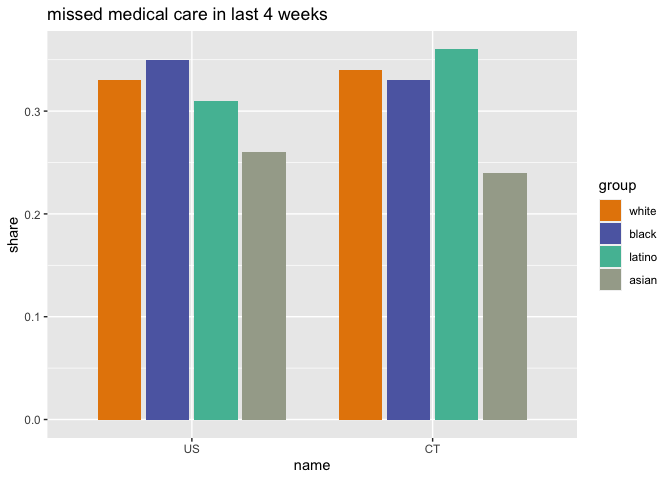 missed medical care in last 4 weeks
share
0.3
0.2
0.1
0.0
US CT
name
group
white
black
latino
asian